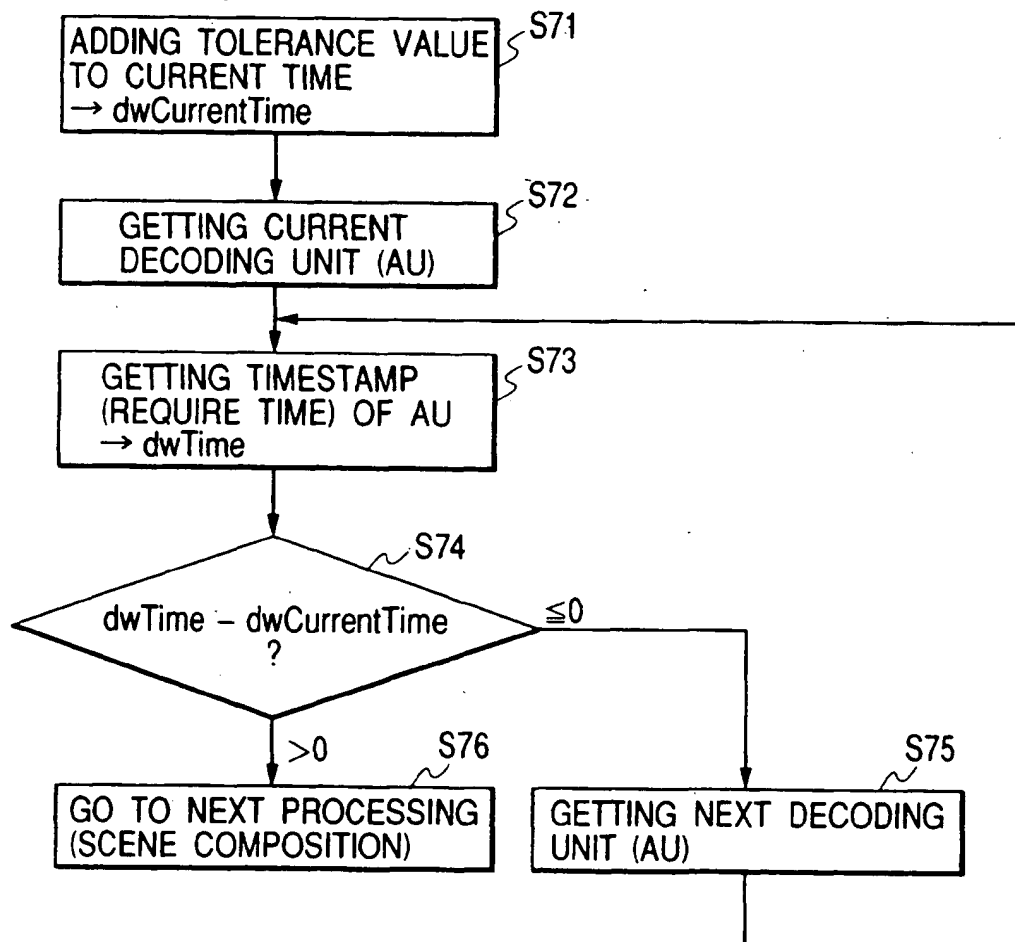 S71
ADDING TOLERANCE VALUE
TO CURRENT TIME
→ dwCurrentTime
S72
GETTING CURRENT
DECODING UNIT (AU)
S73
GETTING TIMESTAMP
(REQUIRE TIME) OF AU
→ dwTime
S74
dwTime – dwCurrentTime
?
≦0
>0
S76
GO TO NEXT PROCESSING
(SCENE COMPOSITION)
S75
GETTING NEXT DECODING
UNIT (AU)